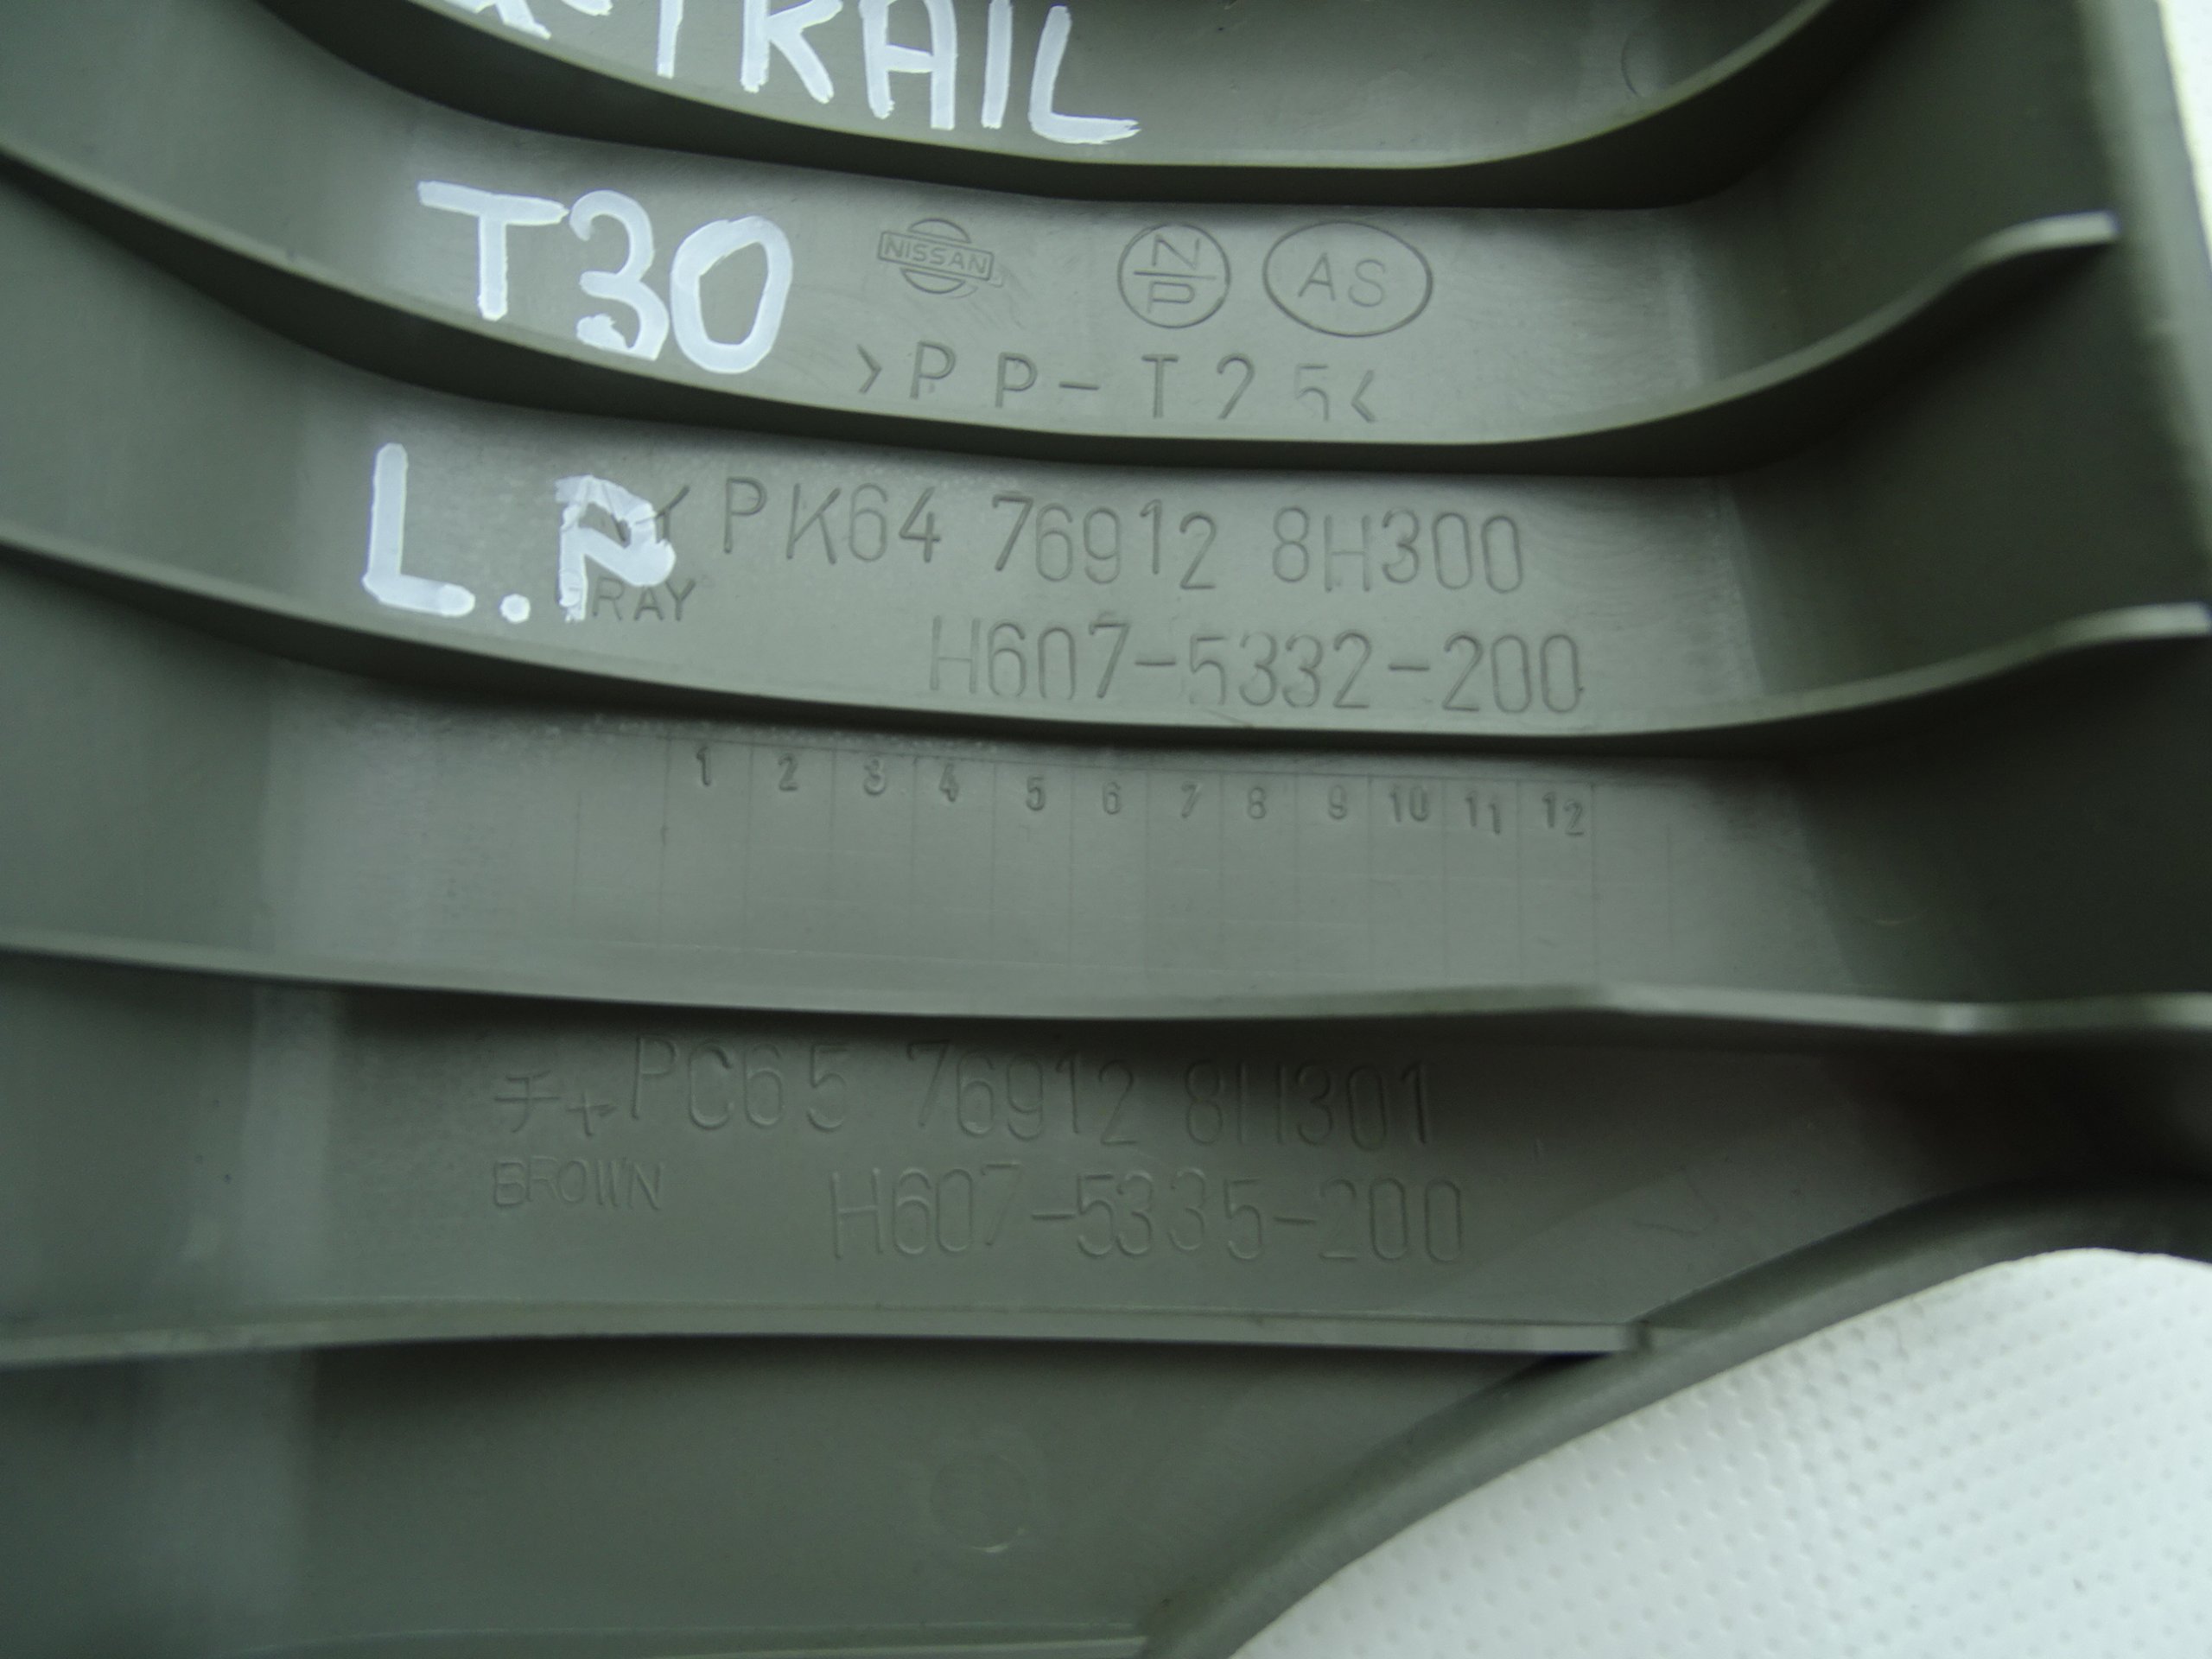 TRAIL
T30
NISSAN
N
P
AS
>PP-T25<
L.P
PK64 76912 8H300
RAY
H607-5332-200
1 2 3 4 5 6 7 8 9 10 11 12
チャ PC65 76912 8H301
BROWN
H607-5335-200